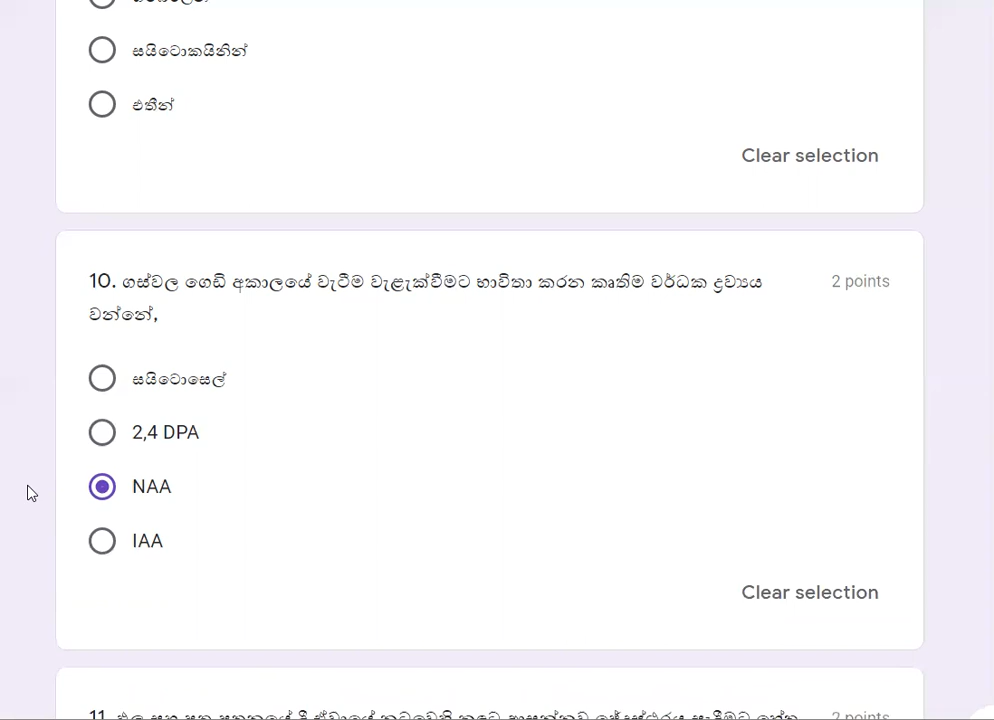 සයිටොකයිනින්
එතීන්
Clear selection
10. ගස්වල ගෙඩි අකාලයේ වැටීම වැළැක්වීමට භාවිතා කරන කෘතිම වර්ධක ද්‍රව්‍යය
2 points
වන්නේ,
සයිටොසෙල්
2,4 DPA
NAA
IAA
Clear selection
11.
2 points